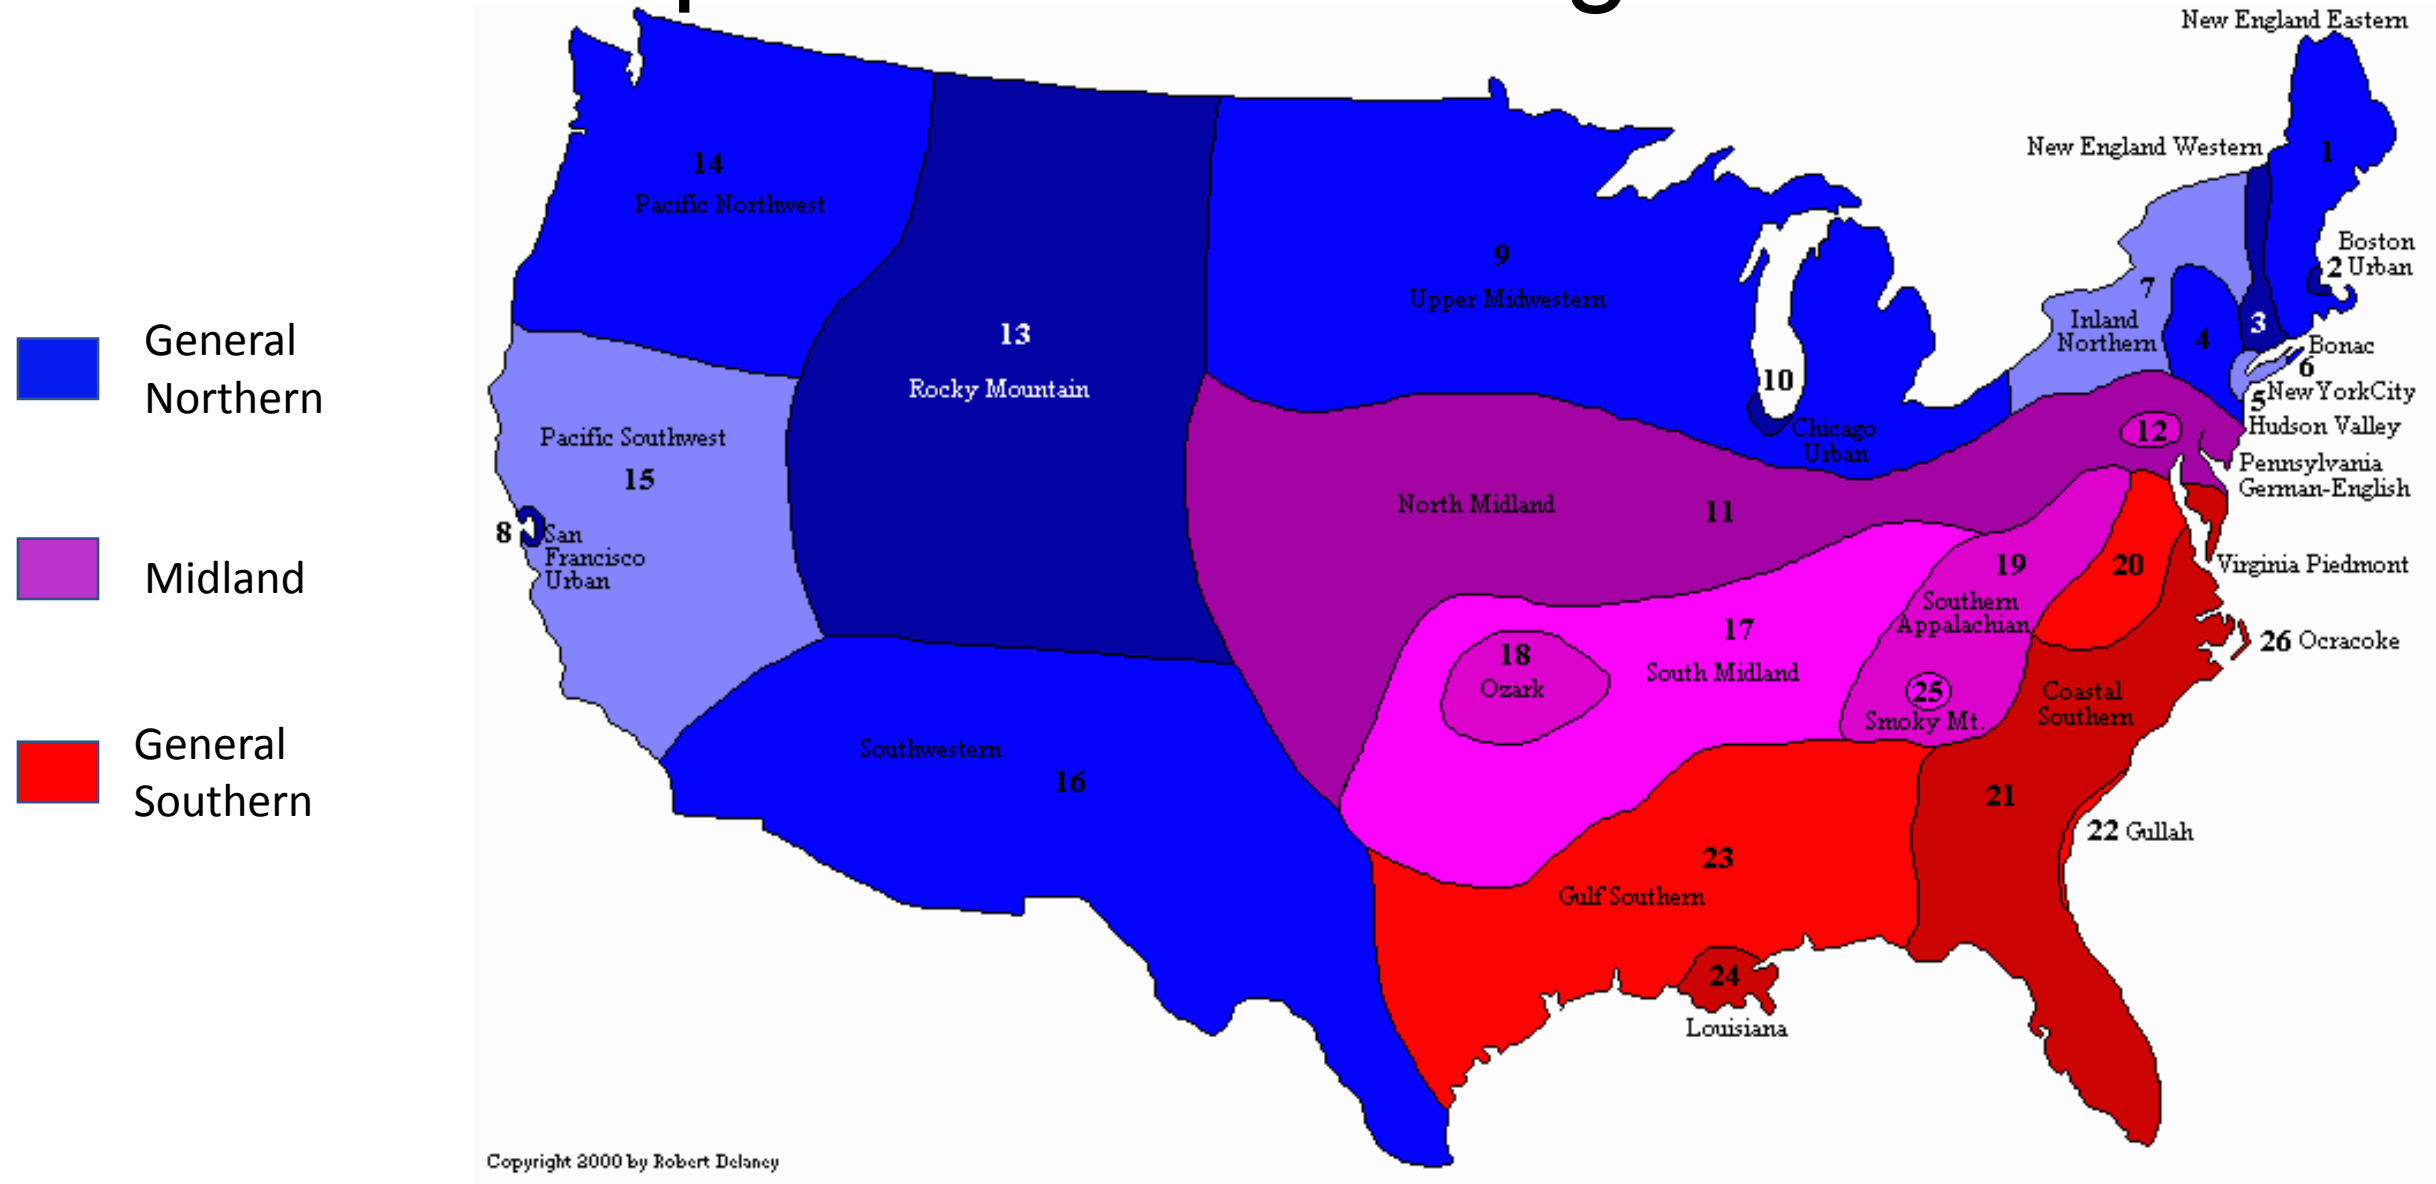 General
Northern
Midland
General
Southern
New England Eastern
New England Western
1
14
Pacific Northwest
9
Upper Midwestern
Boston
2 Urban
7
Inland
Northern
4
3
Bonac
6
13
Rocky Mountain
10
5 New York City
Hudson Valley
12
Chicago
Urban
Pacific Southwest
15
Pennsylvania
German-English
North Midland
11
8 San
Francisco
Urban
19
20
Virginia Piedmont
Southern
Appalachian
17
South Midland
26 Ocracoke
18
Ozark
25
Smoky Mt.
Coastal
Southern
Southwestern
16
21
22 Gullah
23
Gulf Southern
24
Louisiana
Copyright 2000 by Robert Delaney